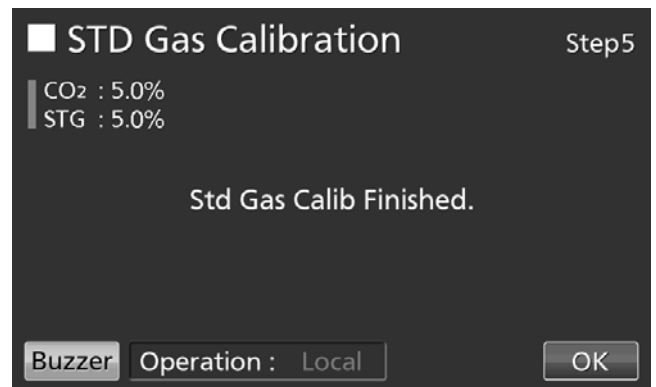 STD Gas Calibration
Step5
CO2 : 5.0%
STG : 5.0%
Std Gas Calib Finished.
Buzzer Operation : Local OK